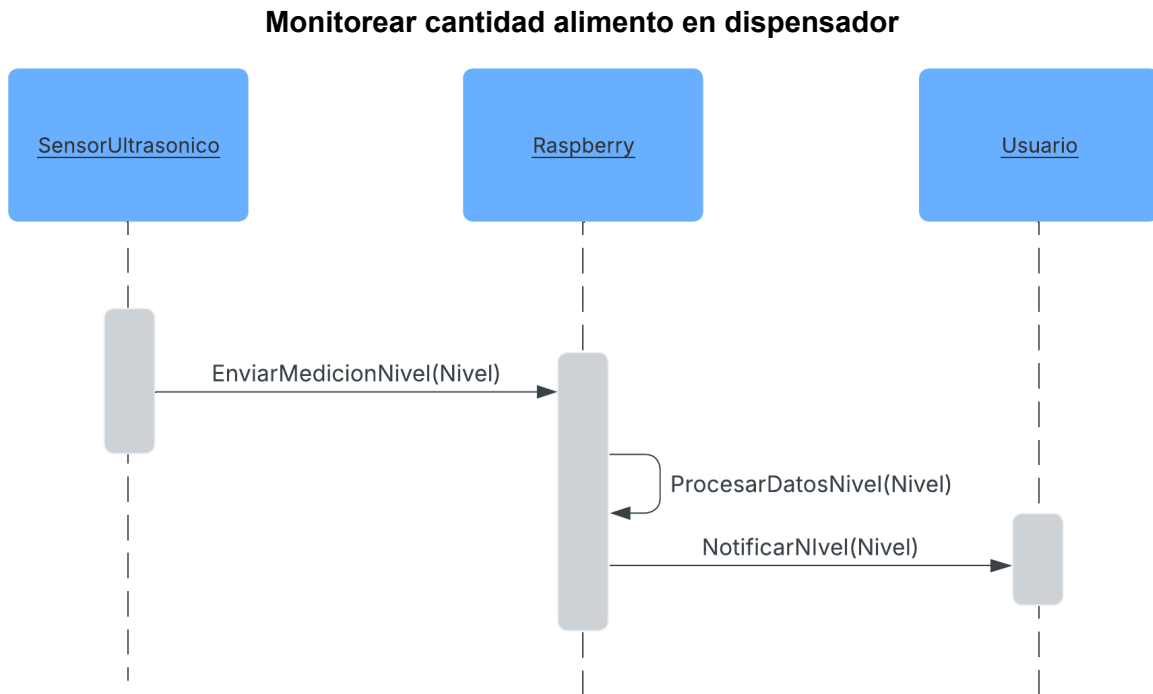 Monitorear cantidad alimento en dispensador
SensorUltrasonico
Raspberry
Usuario
EnviarMedicionNivel(Nivel)
ProcesarDatosNivel(Nivel)
NotificarNIvel(Nivel)